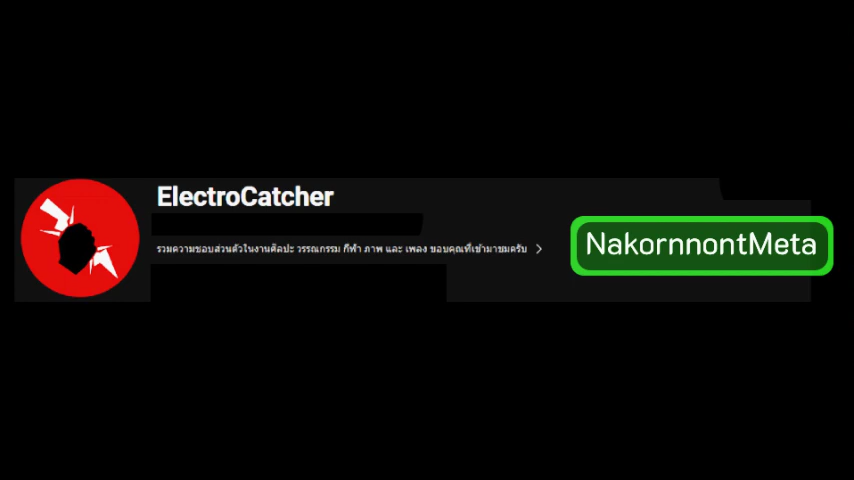 ElectroCatcher
รวมความชอบส่วนตัวในงานศิลปะ วรรณกรรม กีฬา ภาพ และ เพลง ขอบคุณที่เข้ามาชมครับ
NakornnontMeta